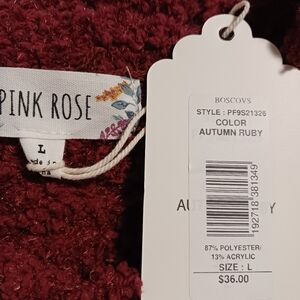 PINK ROSE
L
BOSCOVS
STYLE : PF9S21326
COLOR
AUTUMN RUBY
192718 381349
87% POLYESTER/
13% ACRYLIC
SIZE : L
$36.00